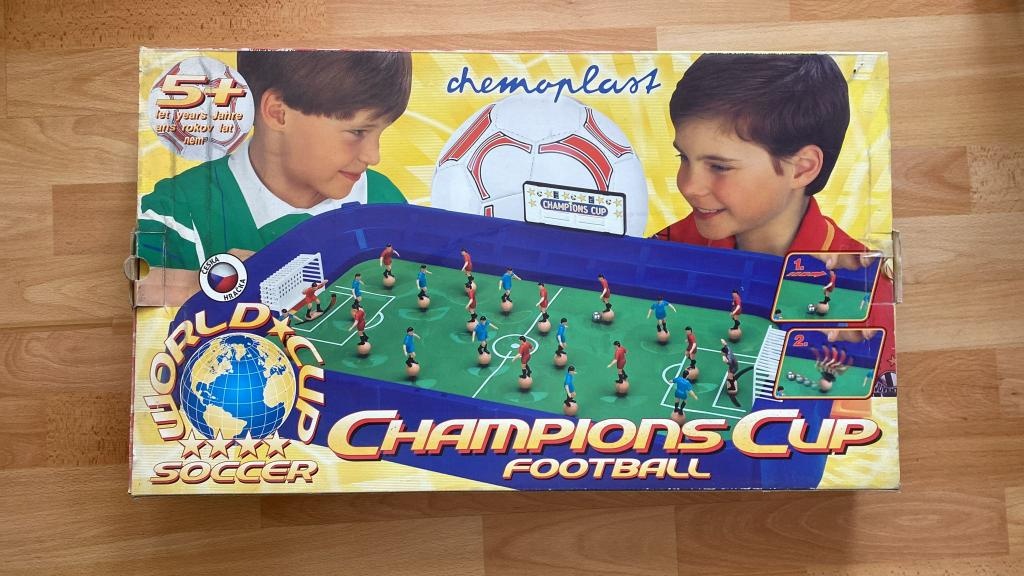 5+
let years Jahre
ans rokov lat
лет
chemoplast
CHAMPIONS CUP
ČESKÁ
HRAČKA
1.
2.
WORLD CUP
SOCCER
CHAMPIONS CUP
FOOTBALL